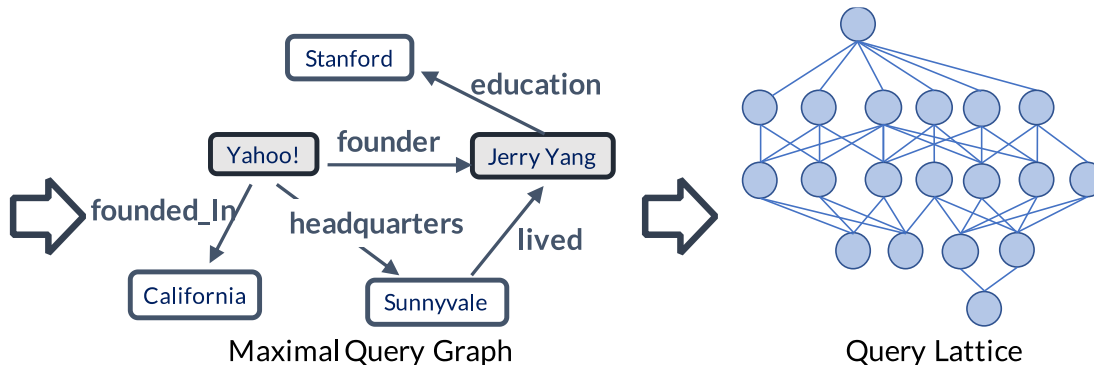 Stanford
education
founder
Yahoo!
Jerry Yang
founded_In
headquarters
lived
California
Sunnyvale
Maximal Query Graph
Query Lattice